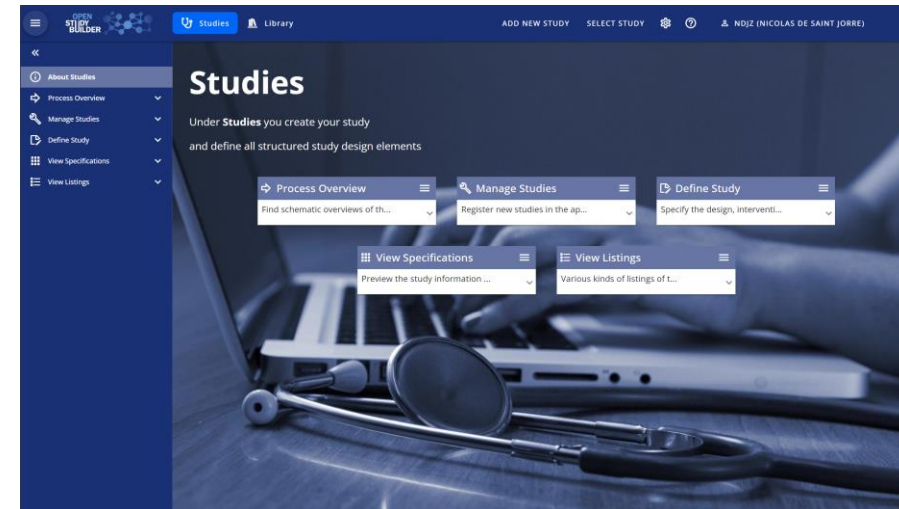 OPEN
STUDY
BUILDER
Studies
Library
ADD NEW STUDY
SELECT STUDY
NDJZ (NICOLAS DE SAINT JORRE)
About Studies
Process Overview
Manage Studies
Define Study
View Specifications
View Listings
Studies
Under Studies you create your study
and define all structured study design elements
Process Overview
Find schematic overviews of th...
Manage Studies
Register new studies in the ap...
Define Study
Specify the design, interventi...
View Specifications
Preview the study information ...
View Listings
Various kinds of listings of t...